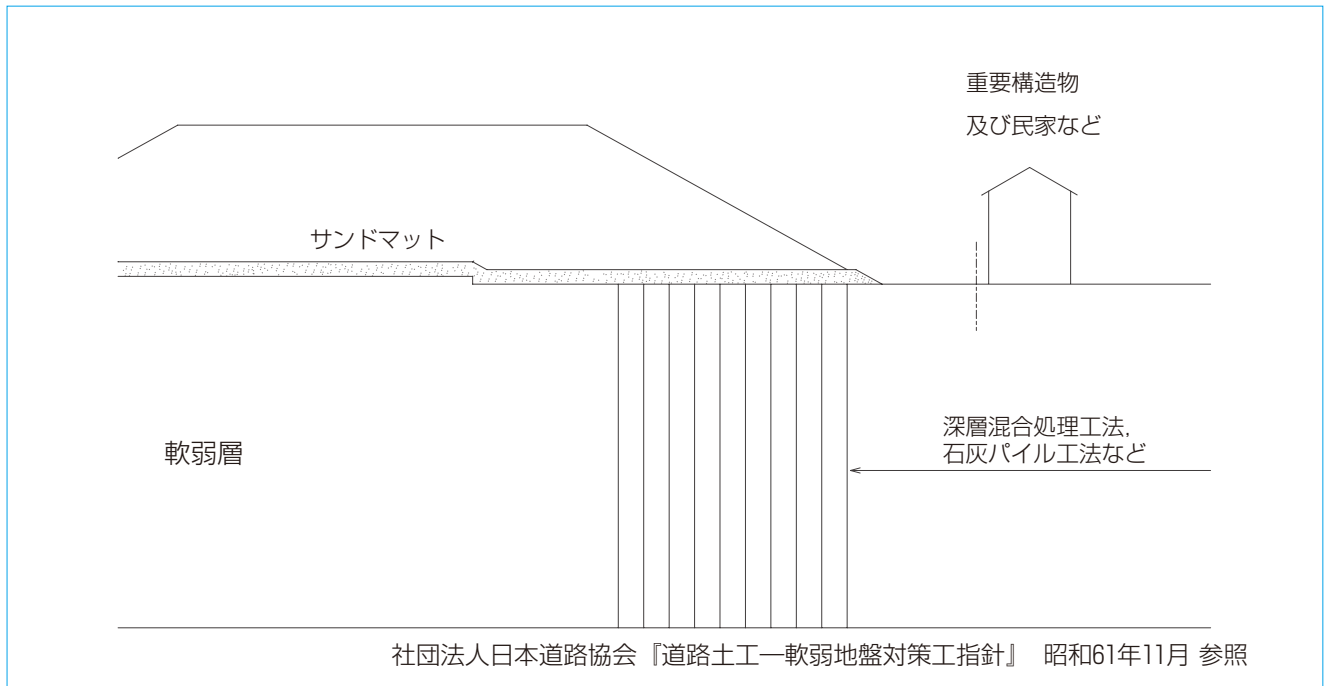 重要構造物
及び民家など
サンドマット
軟弱層
深層混合処理工法,
石灰パイル工法など
社団法人日本道路協会『道路土工―軟弱地盤対策工指針』 昭和61年11月 参照